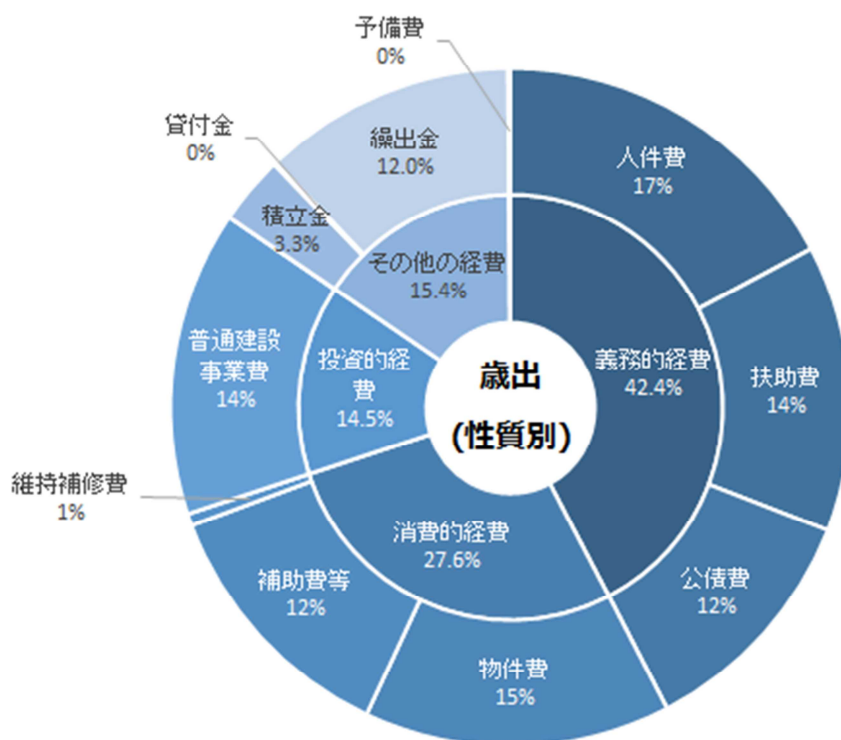 予備費
0%
貸付金
0%
繰出金
12.0%
人件費
17%
積立金
3.3%
その他の経費
15.4%
普通建設
事業費
14%
投資的経
費
14.5%
歳出
(性質別)
義務的経費
42.4%
扶助費
14%
維持補修費
1%
消費的経費
27.6%
補助費等
12%
公債費
12%
物件費
15%